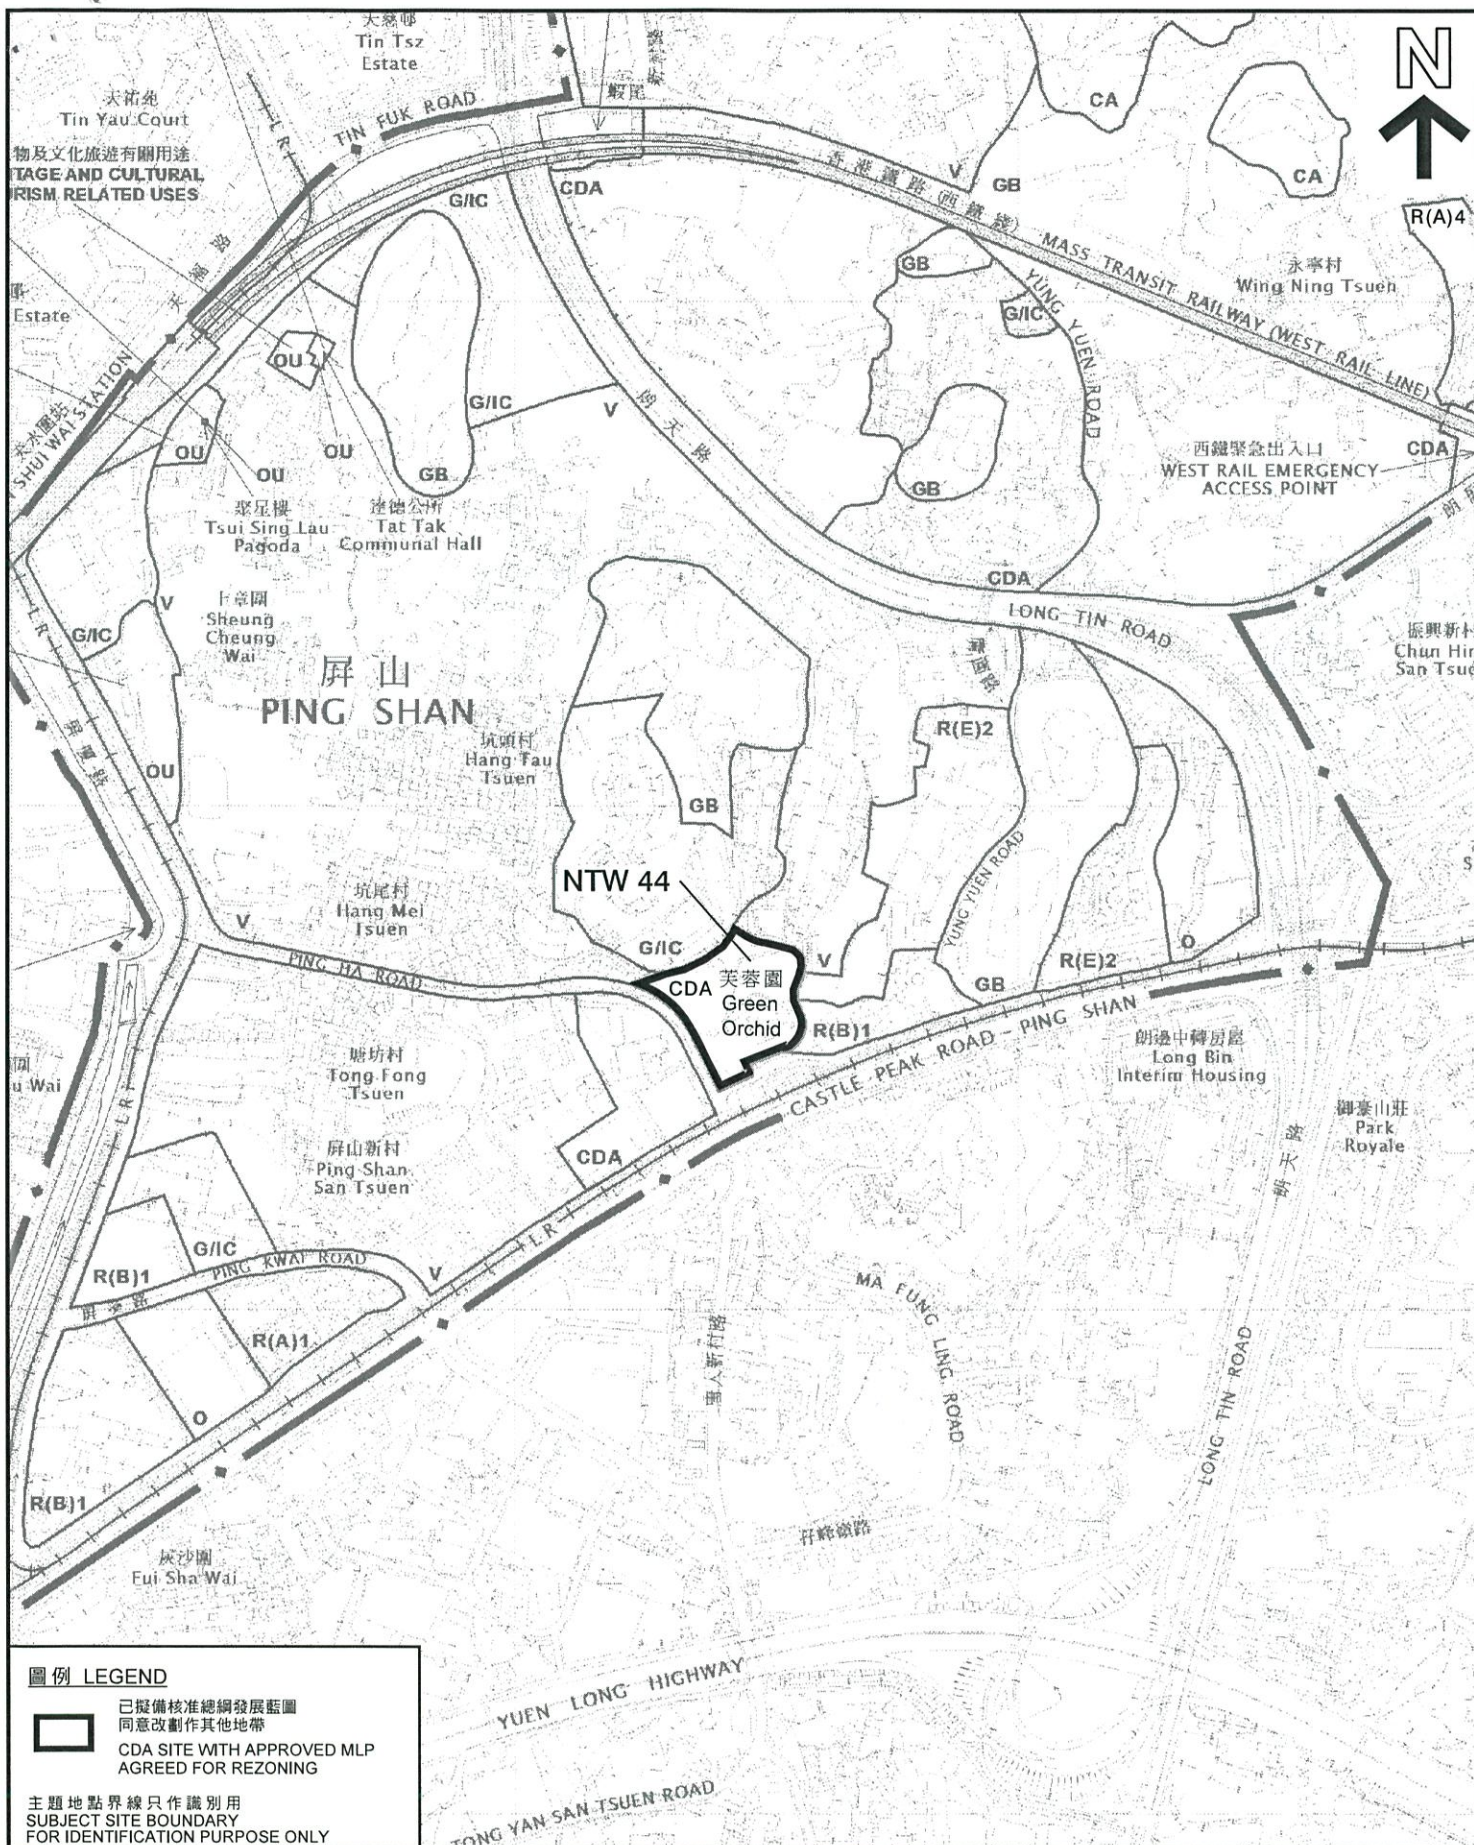 天慈邨
Tin Tsz
Estate
天祐苑
Tin Yau Court
TIN FUK ROAD
蝦尾
新村路
物及文化旅遊有關用途
TAGE AND CULTURAL
RISM RELATED USES
LR
G/IC
CDA
CA
CA
V
GB
R(A)4
N
香港鐵路(西鐵綫) MASS TRANSIT RAILWAY (WEST RAIL LINE)
永寧村
Wing Ning Tsuen
天福路
Estate
OU
GB
G/IC
YUNG YUEN ROAD
G/IC
V
朗天路
天水圍站
SHUI WAI STATION
OU
OU
OU
GB
GB
西鐵緊急出入口
WEST RAIL EMERGENCY
ACCESS POINT
CDA
聚星樓
Tsui Sing Lau
Pagoda
達德公所
Tat Tak
Communal Hall
CDA
LONG TIN ROAD
V
上章圍
Sheung
Cheung
Wai
G/IC
LR
振興新村
Chun Hin
San Tsue
屏山
PING SHAN
坑頭村
Hang Tau
Tsuen
R(E)2
OU
GB
YUNG YUEN ROAD
NTW 44
坑尾村
Hang Mei
Tsuen
V
PING HA ROAD
G/IC
CDA
芙蓉園
Green
Orchid
V
R(B)1
GB
R(E)2
O
CASTLE PEAK ROAD - PING SHAN
朗邊中轉房屋
Long Bin
Interim Housing
u Wai
LR
塘坊村
Tong Fong
Tsuen
御豪山莊
Park
Royale
朗天路
屏山新村
Ping Shan
San Tsuen
CDA
LR
G/IC
R(B)1
PING KWAI ROAD
V
R(A)1
MA FUNG LING ROAD
LONG TIN ROAD
O
R(B)1
灰沙圍
Fui Sha Wai
YUEN LONG HIGHWAY
TONG YAN SAN TSUEN ROAD
圖例 LEGEND
已擬備核准總綱發展藍圖
同意改劃作其他地帶
CDA SITE WITH APPROVED MLP
AGREED FOR REZONING
主題地點界線只作識別用
SUBJECT SITE BOUNDARY
FOR IDENTIFICATION PURPOSE ONLY